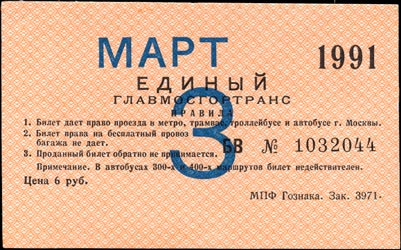 МАРТ 1991
ЕДИНЫЙ
ГЛАВМОСГОРТРАНС
3
ПРАВИЛА
1. Билет дает право проезда в метро, трамвае, троллейбусе и автобусе г. Москвы.
2. Билет права на бесплатный провоз
багажа не дает.
3. Проданный билет обратно не принимается.
БВ № 1032044
Примечание. В автобусах 300-х и 400-х маршрутов билет недействителен.
Цена 6 руб.
МПФ Гознака. Зак. 3971.